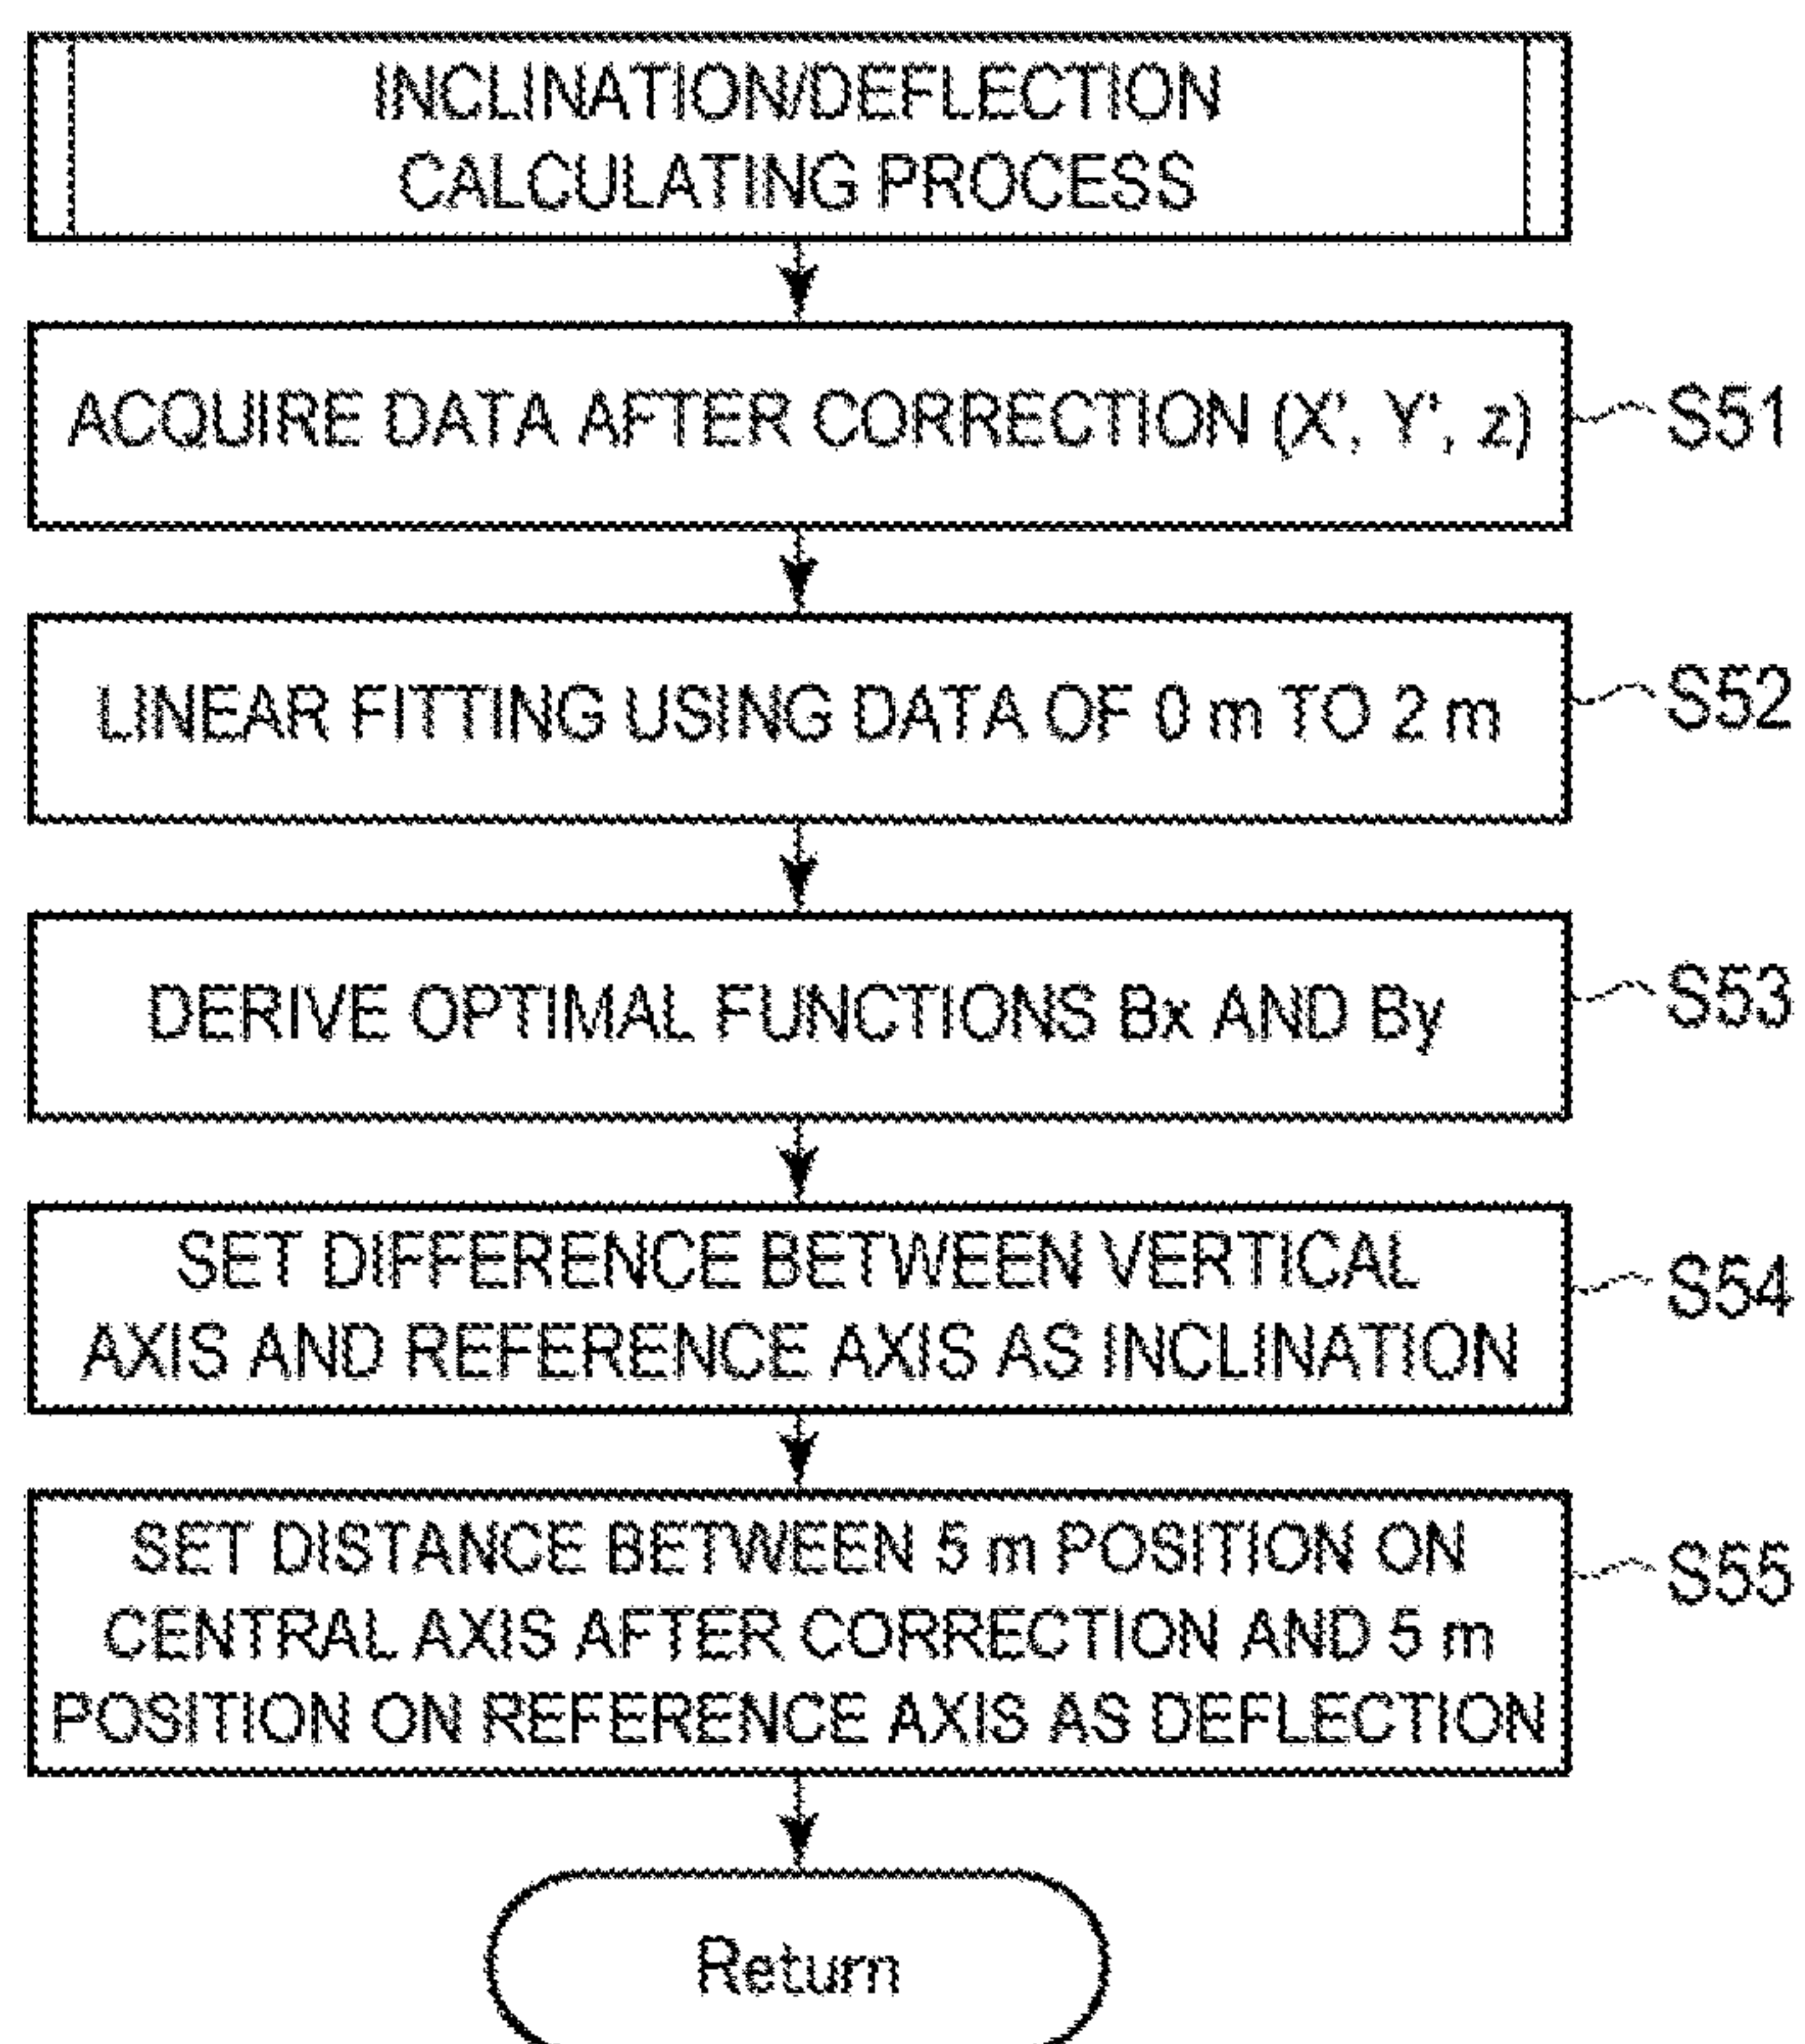 INCLINATION/DEFLECTION
CALCULATING PROCESS
ACQUIRE DATA AFTER CORRECTION (X', Y', z)
S51
LINEAR FITTING USING DATA OF 0 m TO 2 m
S52
DERIVE OPTIMAL FUNCTIONS Bx AND By
S53
SET DIFFERENCE BETWEEN VERTICAL
AXIS AND REFERENCE AXIS AS INCLINATION
S54
SET DISTANCE BETWEEN 5 m POSITION ON
CENTRAL AXIS AFTER CORRECTION AND 5 m
POSITION ON REFERENCE AXIS AS DEFLECTION
S55
Return